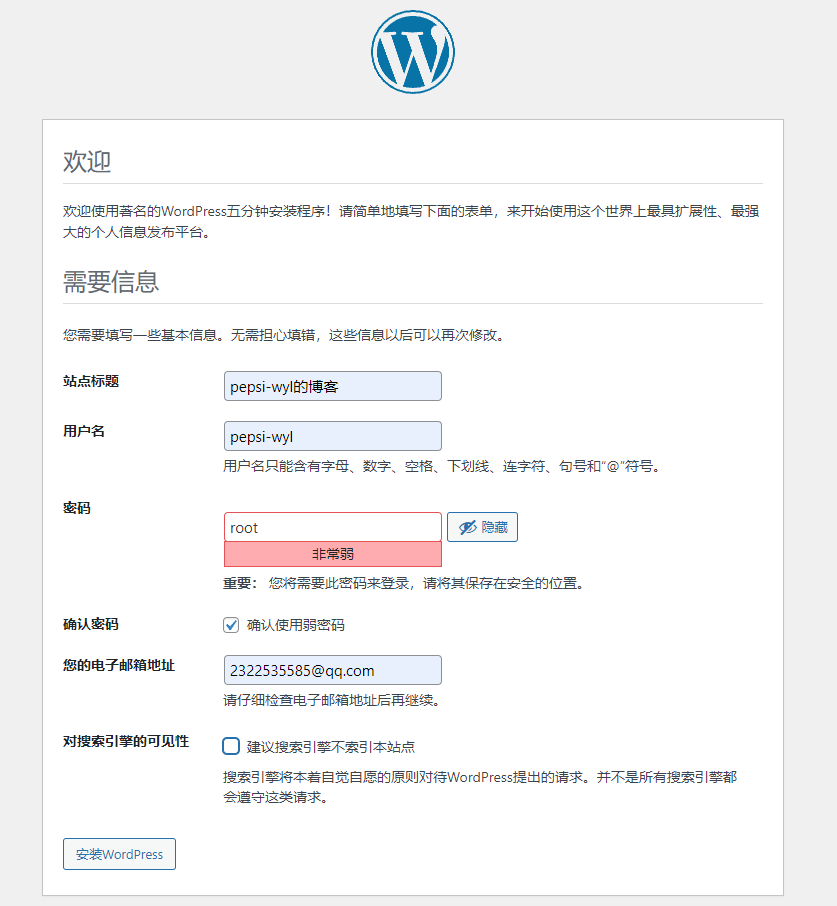 欢迎
欢迎使用著名的WordPress五分钟安装程序！请简单地填写下面的表单，来开始使用这个世界上最具扩展性、最强
大的个人信息发布平台。
需要信息
您需要填写一些基本信息。无需担心填错，这些信息以后可以再次修改。
站点标题
pepsi-wyl的博客
用户名
pepsi-wyl
用户名只能含有字母、数字、空格、下划线、连字符、句号和“@”符号。
密码
root
隐藏
非常弱
重要： 您将需要此密码来登录，请将其保存在安全的位置。
确认密码
确认使用弱密码
您的电子邮箱地址
2322535585@qq.com
请仔细检查电子邮箱地址后再继续。
对搜索引擎的可见性
建议搜索引擎不索引本站点
搜索引擎将本着自觉自愿的原则对待WordPress提出的请求。并不是所有搜索引擎都
会遵守这类请求。
安装WordPress